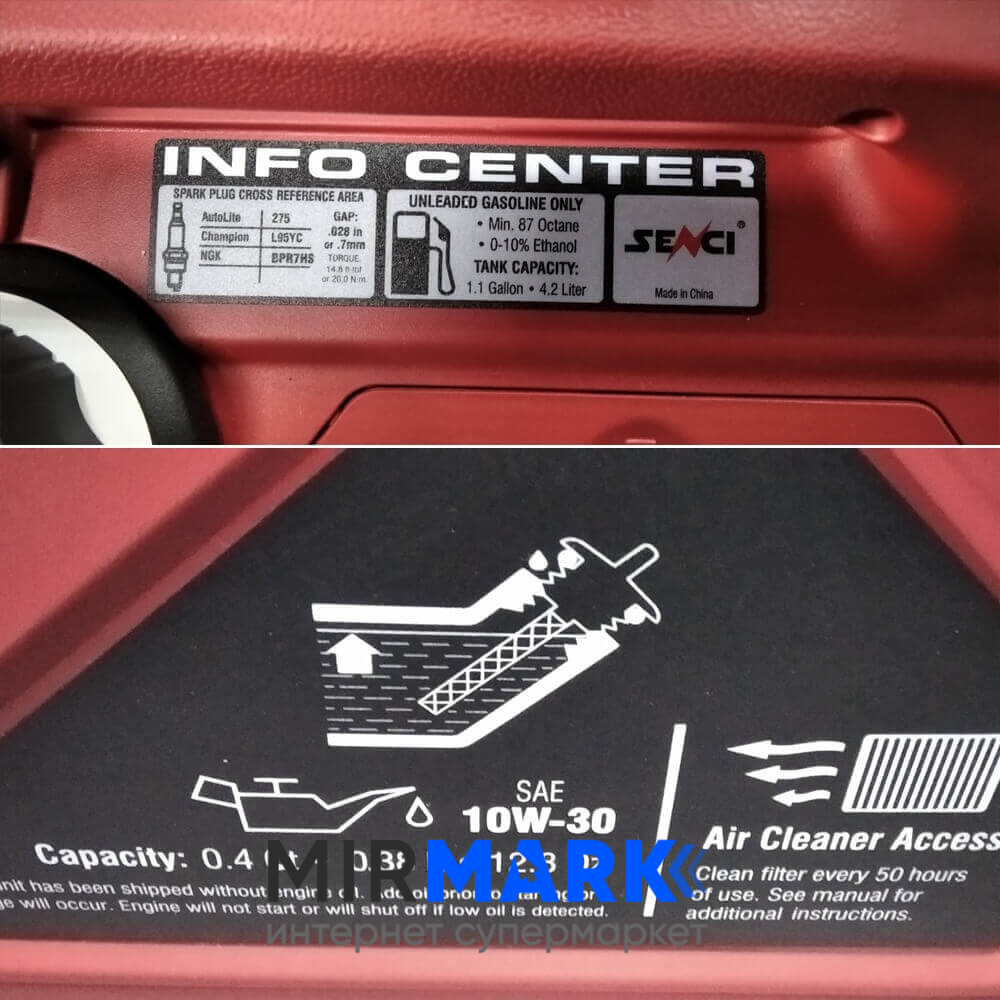 INFO CENTER
SPARK PLUG CROSS REFERENCE AREA
AutoLite 275
Champion L95YC
NGK BPR7HS
GAP:
.028 in
or .7mm
TORQUE:
14.8 ft lbf
or 20.0 N·m
UNLEADED GASOLINE ONLY
• Min. 87 Octane
• 0-10% Ethanol
TANK CAPACITY:
1.1 Gallon • 4.2 Liter
SENCI®
Made in China
SAE
10W-30
Capacity: 0.4
unit has been shipped without engine oil.
ge will occur. Engine will not start or will shut off if low oil is detected.
Air Cleaner Access
Clean filter every 50 hours
of use. See manual for
additional instructions.
MIRMARK
интернет супермаркет